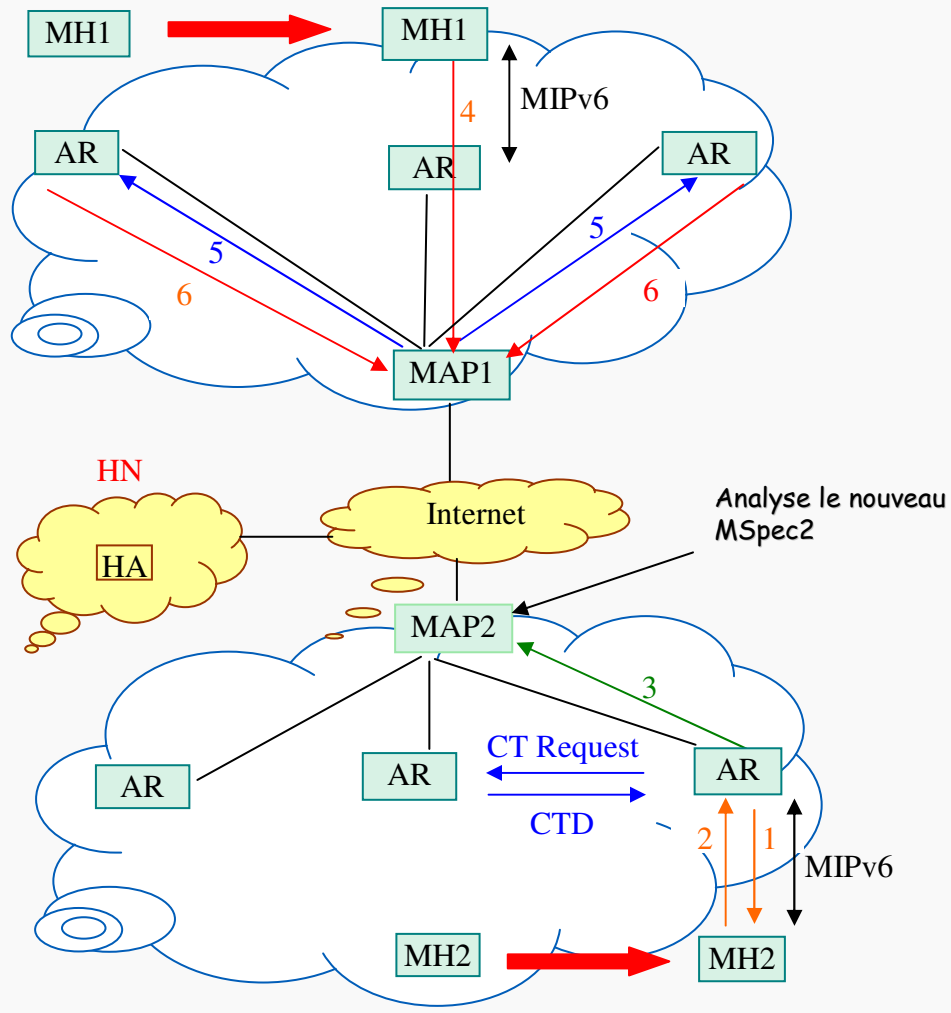 MH1
MH1
4
MIPv6
AR
AR
AR
5
5
6
6
MAP1
HN
Internet
Analyse le nouveau
MSpec2
HA
MAP2
3
CT Request
AR
AR
AR
CTD
2
1
MIPv6
MH2
MH2